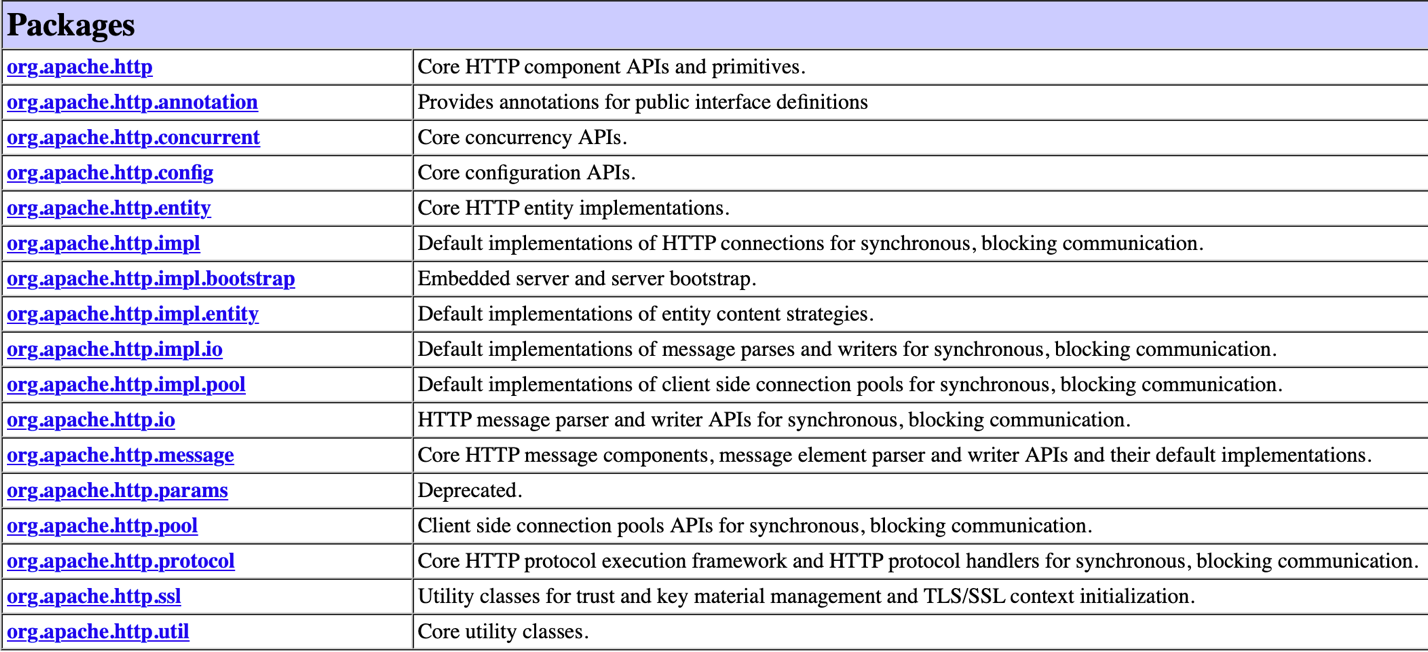 Packages
org.apache.http Core HTTP component APIs and primitives.
org.apache.http.annotation Provides annotations for public interface definitions
org.apache.http.concurrent Core concurrency APIs.
org.apache.http.config Core configuration APIs.
org.apache.http.entity Core HTTP entity implementations.
org.apache.http.impl Default implementations of HTTP connections for synchronous, blocking communication.
org.apache.http.impl.bootstrap Embedded server and server bootstrap.
org.apache.http.impl.entity Default implementations of entity content strategies.
org.apache.http.impl.io Default implementations of message parses and writers for synchronous, blocking communication.
org.apache.http.impl.pool Default implementations of client side connection pools for synchronous, blocking communication.
org.apache.http.io HTTP message parser and writer APIs for synchronous, blocking communication.
org.apache.http.message Core HTTP message components, message element parser and writer APIs and their default implementations.
org.apache.http.params Deprecated.
org.apache.http.pool Client side connection pools APIs for synchronous, blocking communication.
org.apache.http.protocol Core HTTP protocol execution framework and HTTP protocol handlers for synchronous, blocking communication.
org.apache.http.ssl Utility classes for trust and key material management and TLS/SSL context initialization.
org.apache.http.util Core utility classes.